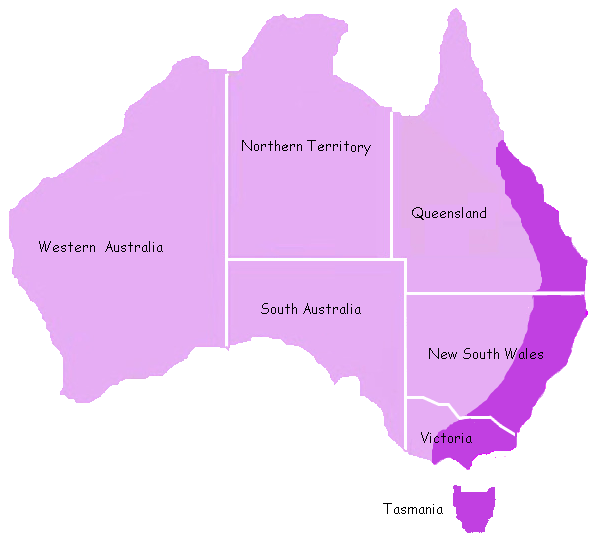 Northern Territory
Queensland
Western Australia
South Australia
New South Wales
Victoria
Tasmania